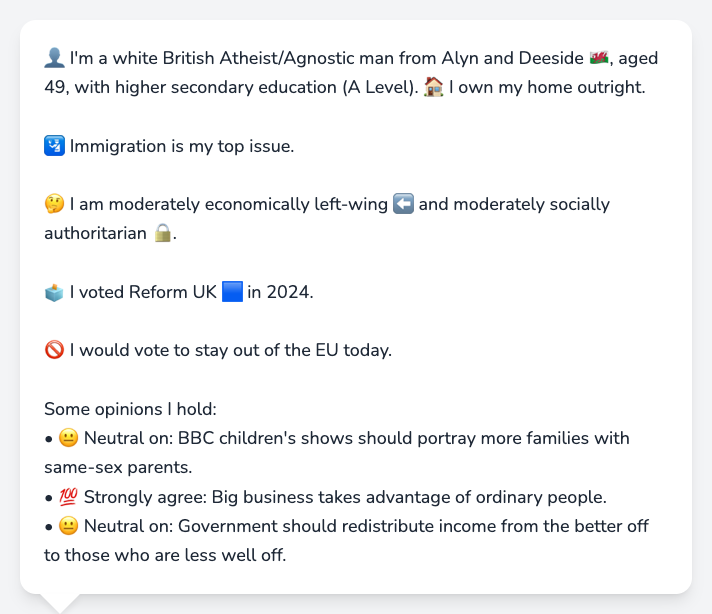 👤 I'm a white British Atheist/Agnostic man from Alyn and Deeside 🏴󠁧󠁢󠁷󠁬󠁳󠁿, aged
49, with higher secondary education (A Level). 🏠 I own my home outright.
🛂 Immigration is my top issue.
🤔 I am moderately economically left-wing ⬅️ and moderately socially
authoritarian 🔒.
🗳️ I voted Reform UK 🟦 in 2024.
🚫 I would vote to stay out of the EU today.
Some opinions I hold:
• 😐 Neutral on: BBC children's shows should portray more families with
same-sex parents.
• 💯 Strongly agree: Big business takes advantage of ordinary people.
• 😐 Neutral on: Government should redistribute income from the better off
to those who are less well off.